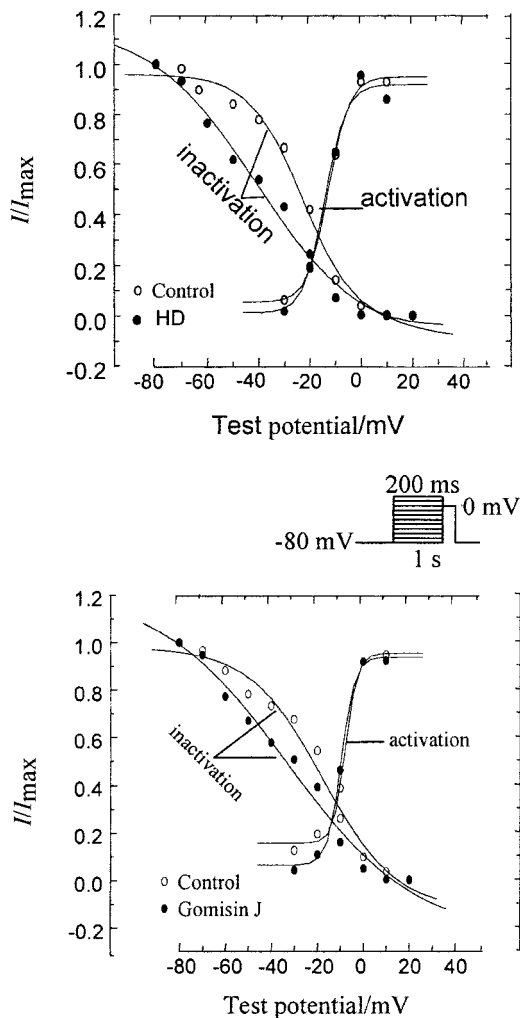 1.2
1.0
0.8
0.6
0.4
0.2
0.0
-0.2
I/Imax
inactivation
activation
Control
HD
-80 -60 -40 -20 0 20 40
Test potential/mV
200 ms
0 mV
-80 mV
1 s
1.2
1.0
0.8
0.6
0.4
0.2
0.0
I/Imax
inactivation
activation
Control
Gomisin J
-80 -60 -40 -20 0 20 40
Test potential/mV